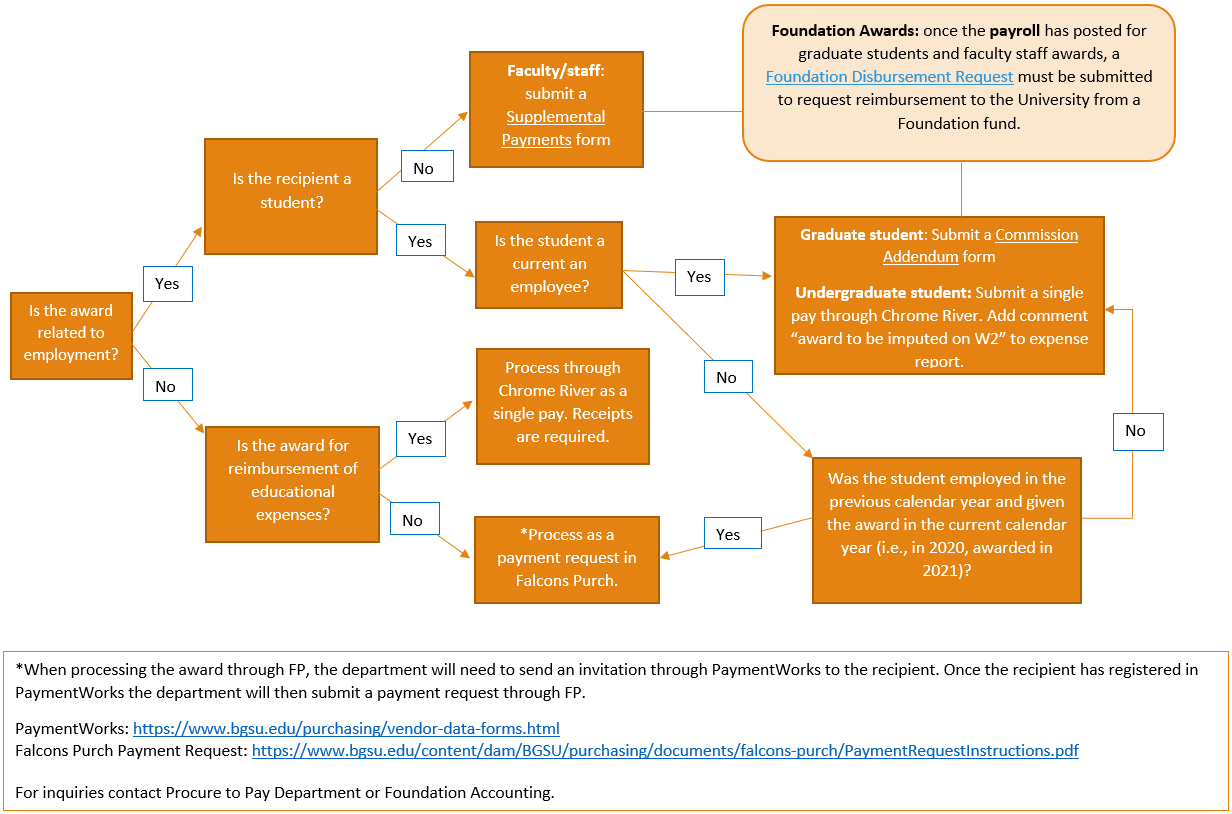 Foundation Awards: once the payroll has posted for
graduate students and faculty staff awards, a
Foundation Disbursement Request must be submitted
to request reimbursement to the University from a
Foundation fund.
Faculty/staff:
submit a
Supplemental
Payments form
No
Is the recipient a
student?
Yes
Is the student a
current an
employee?
Yes
Graduate student: Submit a Commission
Addendum form
Undergraduate student: Submit a single
pay through Chrome River. Add comment
“award to be imputed on W2” to expense
report.
Yes
Is the award
related to
employment?
No
No
No
Process through
Chrome River as a
single pay. Receipts
are required.
Yes
Is the award for
reimbursement of
educational
expenses?
No
*Process as a
payment request in
Falcons Purch.
Yes
Was the student employed in the
previous calendar year and given
the award in the current calendar
year (i.e., in 2020, awarded in
2021)?
*When processing the award through FP, the department will need to send an invitation through PaymentWorks to the recipient. Once the recipient has registered in
PaymentWorks the department will then submit a payment request through FP.
PaymentWorks: https://www.bgsu.edu/purchasing/vendor-data-forms.html
Falcons Purch Payment Request: https://www.bgsu.edu/content/dam/BGSU/purchasing/documents/falcons-purch/PaymentRequestInstructions.pdf
For inquiries contact Procure to Pay Department or Foundation Accounting.